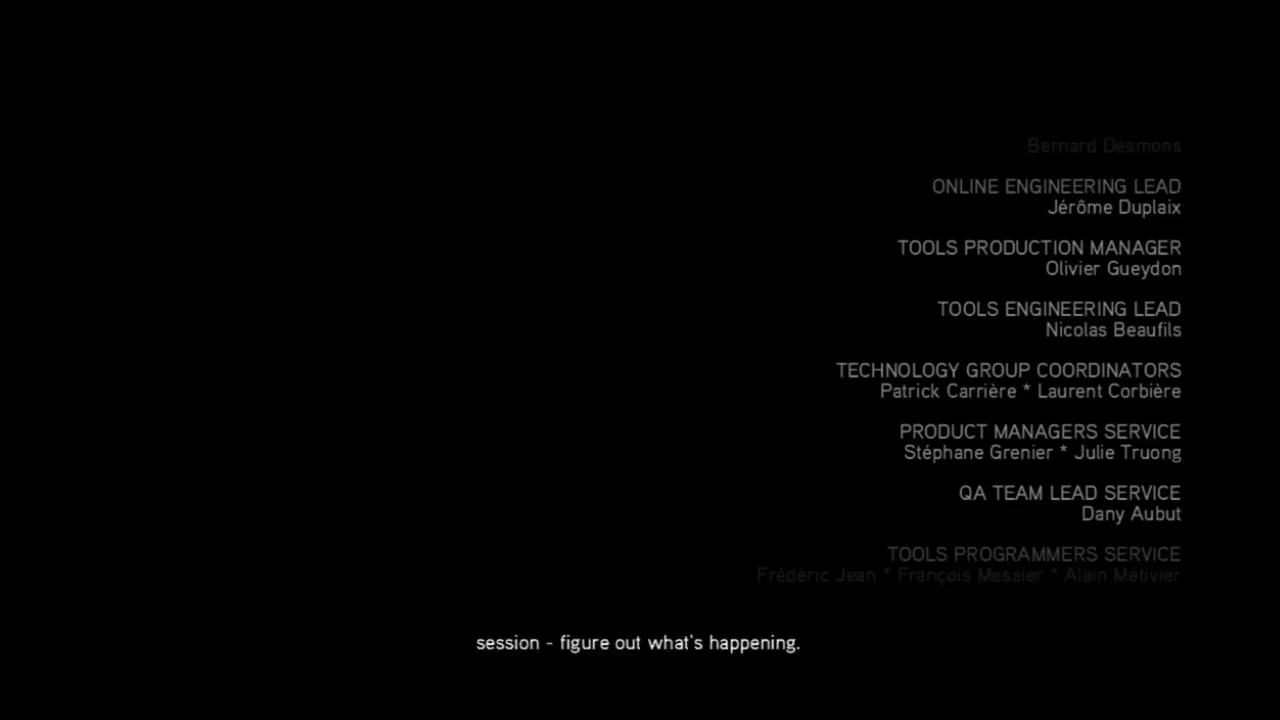 Bernard Desmons
ONLINE ENGINEERING LEAD
Jérôme Duplaix
TOOLS PRODUCTION MANAGER
Olivier Gueydon
TOOLS ENGINEERING LEAD
Nicolas Beaufils
TECHNOLOGY GROUP COORDINATORS
Patrick Carrière * Laurent Corbière
PRODUCT MANAGERS SERVICE
Stéphane Grenier * Julie Truong
QA TEAM LEAD SERVICE
Dany Aubut
TOOLS PROGRAMMERS SERVICE
Frédéric Jean * François Messier * Alain Métivier
session - figure out what's happening.